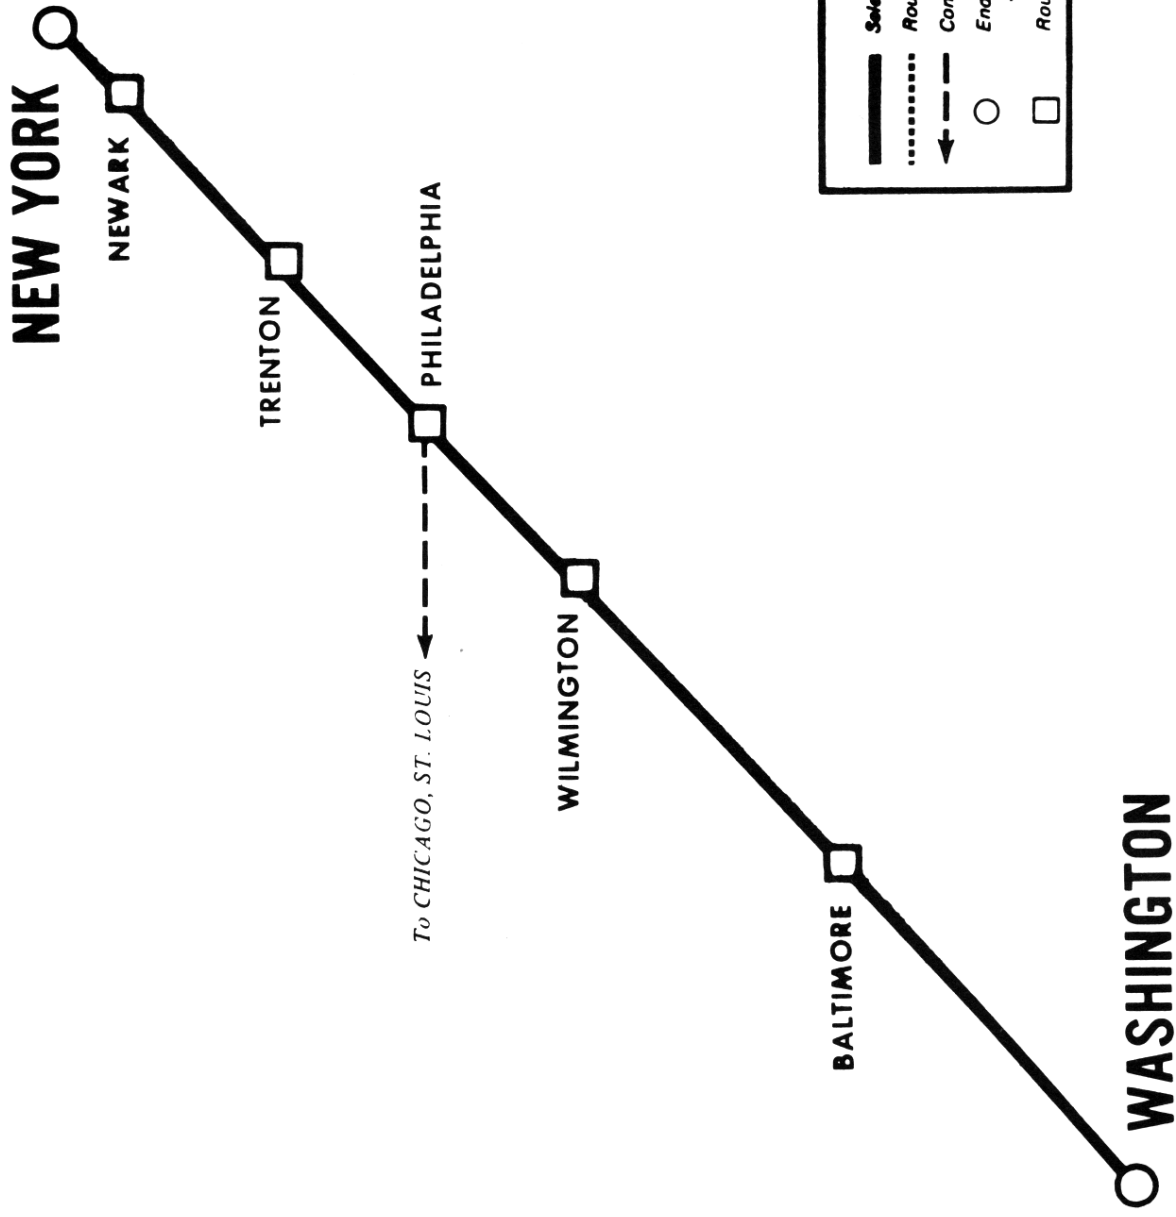 NEW YORK
NEWARK
TRENTON
PHILADELPHIA
To CHICAGO, ST. LOUIS
WILMINGTON
BALTIMORE
WASHINGTON